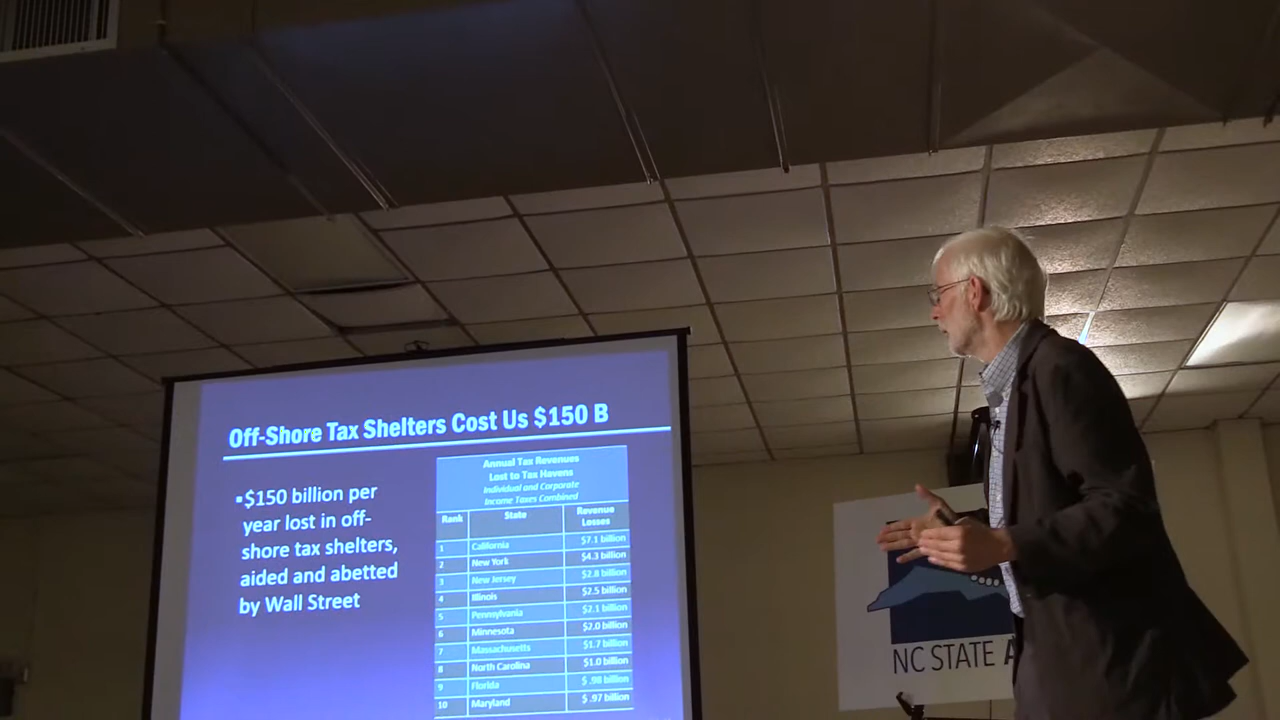 Off-Shore Tax Shelters Cost Us $150 B
▪$150 billion per
year lost in off-
shore tax shelters,
aided and abetted
by Wall Street
Annual Tax Revenues
Lost to Tax Havens
Individual and Corporate
Income Taxes Combined
Rank State Revenue
Losses
1 California $7.1 billion
2 New York $4.3 billion
3 New Jersey $2.8 billion
4 Illinois $2.5 billion
5 Pennsylvania $2.1 billion
6 Minnesota $2.0 billion
7 Massachusetts $1.7 billion
8 North Carolina $1.0 billion
9 Florida $ .98 billion
10 Maryland $ .97 billion
NC STATE A